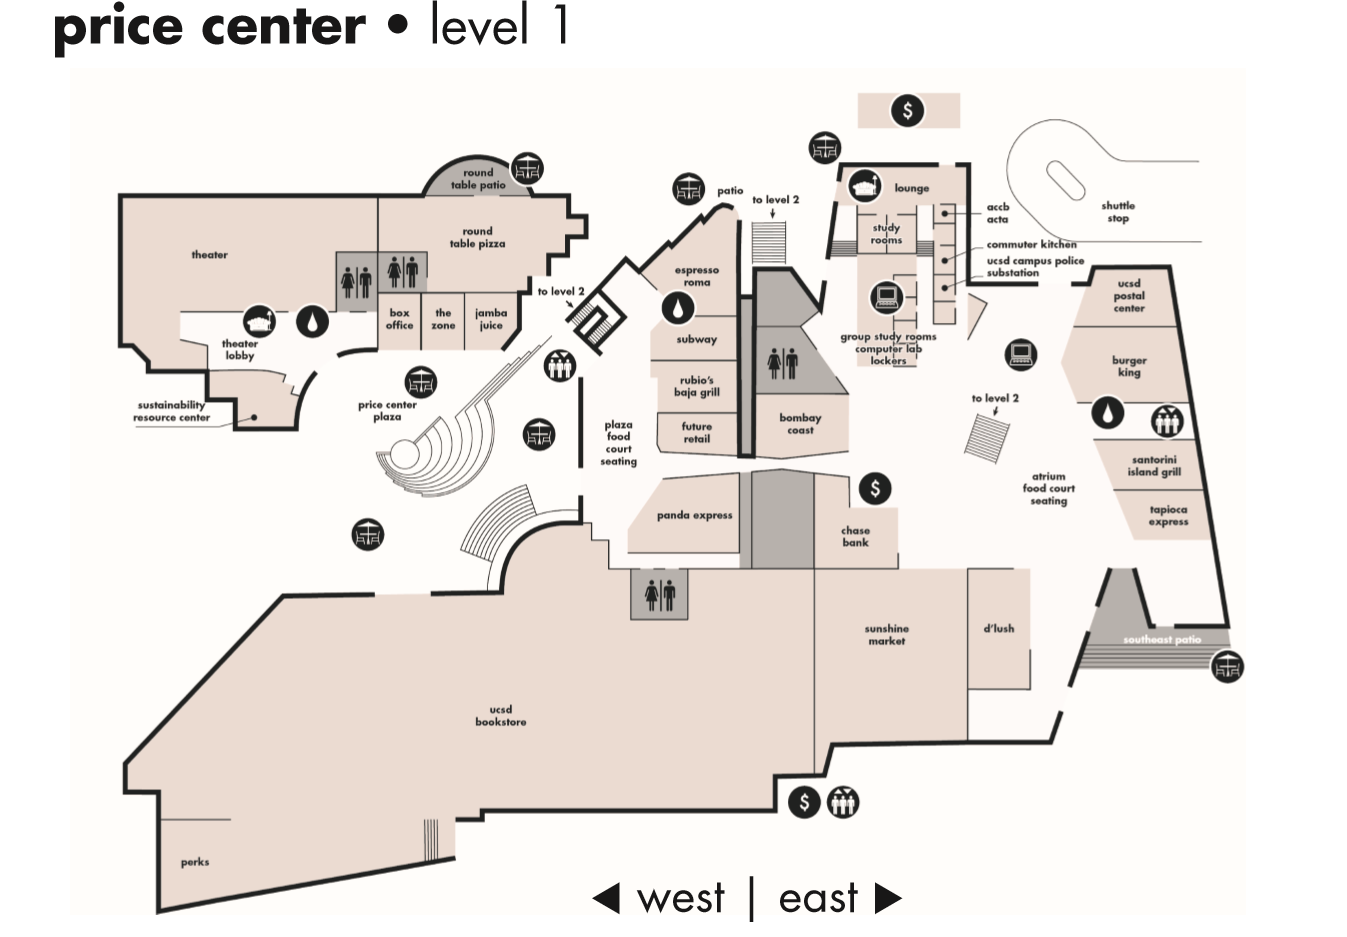 price center • level 1
round
table patio
patio
to level 2
lounge
accb
acta
shuttle
stop
theater
round
table pizza
study
rooms
commuter kitchen
ucsd campus police
substation
espresso
roma
to level 2
ucsd
postal
center
box
office
the
zone
jamba
juice
theater
lobby
subway
group study rooms
computer lab
lockers
burger
king
rubio's
baja grill
sustainability
resource center
price center
plaza
to level 2
plaza
food
court
seating
future
retail
bombay
coast
santorini
island grill
atrium
food court
seating
panda express
$
$
chase
bank
tapioca
express
sunshine
market
d'lush
southeast patio
ucsd
bookstore
$
perks
◀ west | east ▶